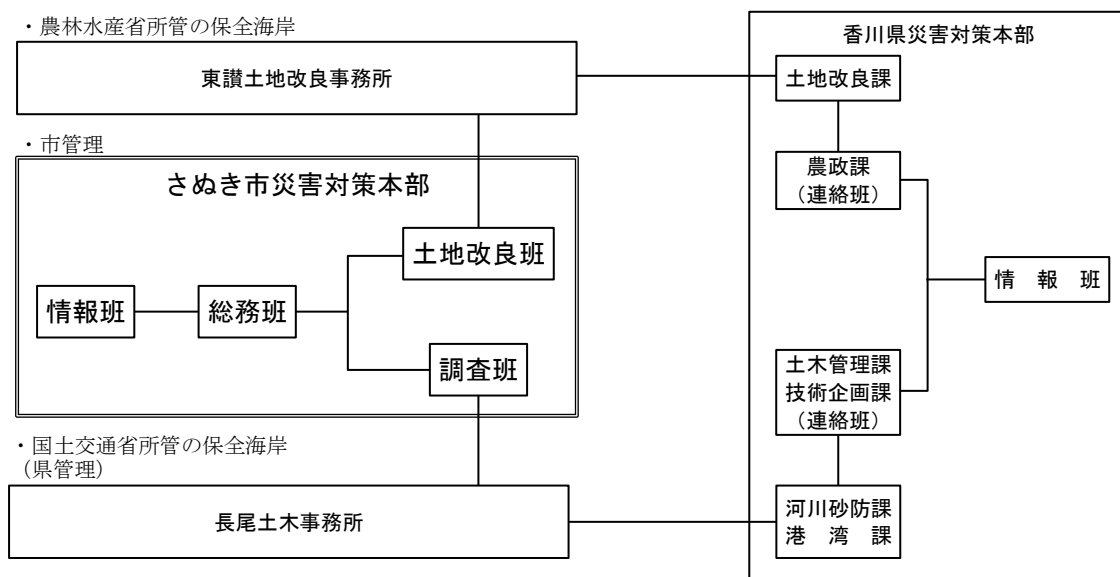 ・農林水産省所管の保全海岸
東讃土地改良事務所
・市管理
さぬき市災害対策本部
土地改良班
情報班
総務班
調査班
・国土交通省所管の保全海岸
（県管理）
長尾土木事務所
香川県災害対策本部
土地改良課
農政課
（連絡班）
情　報　班
土木管理課
技術企画課
（連絡班）
河川砂防課
港　湾　課